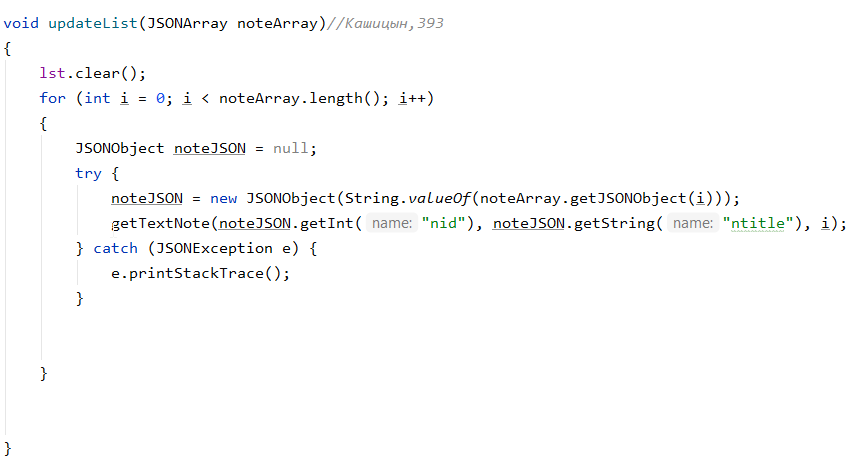 void updateList(JSONArray noteArray)//Кашицын,393
{
    lst.clear();
    for (int i = 0; i < noteArray.length(); i++)
    {
        JSONObject noteJSON = null;
        try {
            noteJSON = new JSONObject(String.valueOf(noteArray.getJSONObject(i)));
            getTextNote(noteJSON.getInt( name: "nid"), noteJSON.getString( name: "ntitle"), i);
        } catch (JSONException e) {
            e.printStackTrace();
        }
    }
}